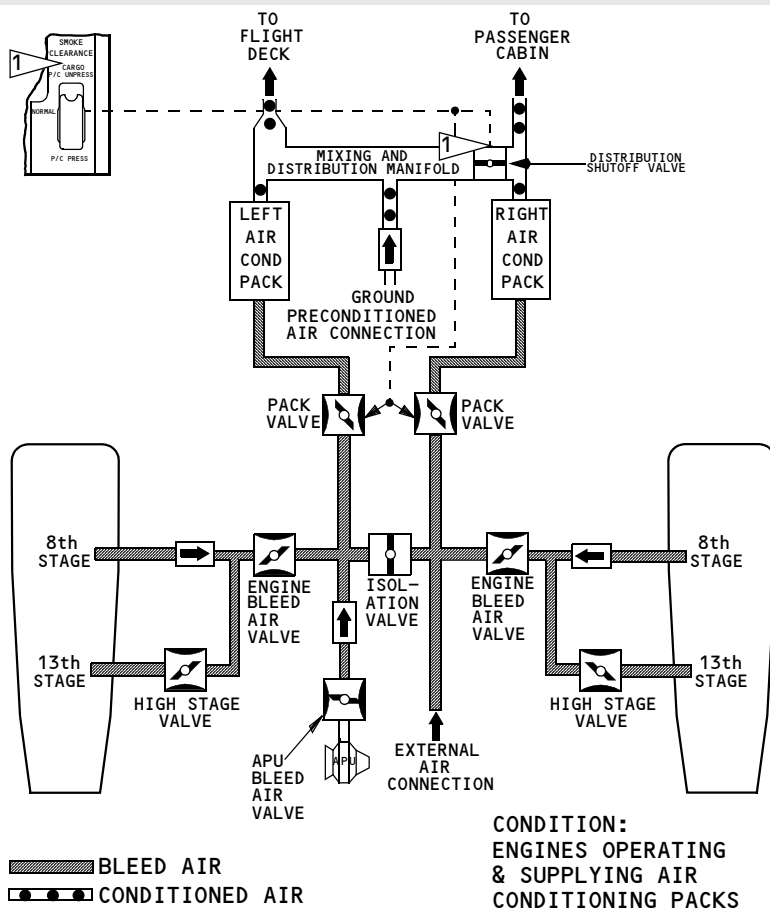 TO
FLIGHT
DECK
TO
PASSENGER
CABIN
SMOKE
CLEARANCE
1
CARGO
P/C UNPRESS
NORMAL
P/C PRESS
1
MIXING AND
DISTRIBUTION MANIFOLD
DISTRIBUTION
SHUTOFF VALVE
LEFT
AIR
COND
PACK
RIGHT
AIR
COND
PACK
GROUND
PRECONDITIONED
AIR CONNECTION
PACK
VALVE
PACK
VALVE
8th
STAGE
8th
STAGE
ENGINE
BLEED
AIR
VALVE
ISOL-
ATION
VALVE
ENGINE
BLEED
AIR
VALVE
13th
STAGE
13th
STAGE
HIGH STAGE
VALVE
HIGH STAGE
VALVE
APU
BLEED
AIR
VALVE
APU
EXTERNAL
AIR
CONNECTION
BLEED AIR
CONDITIONED AIR
CONDITION:
ENGINES OPERATING
& SUPPLYING AIR
CONDITIONING PACKS